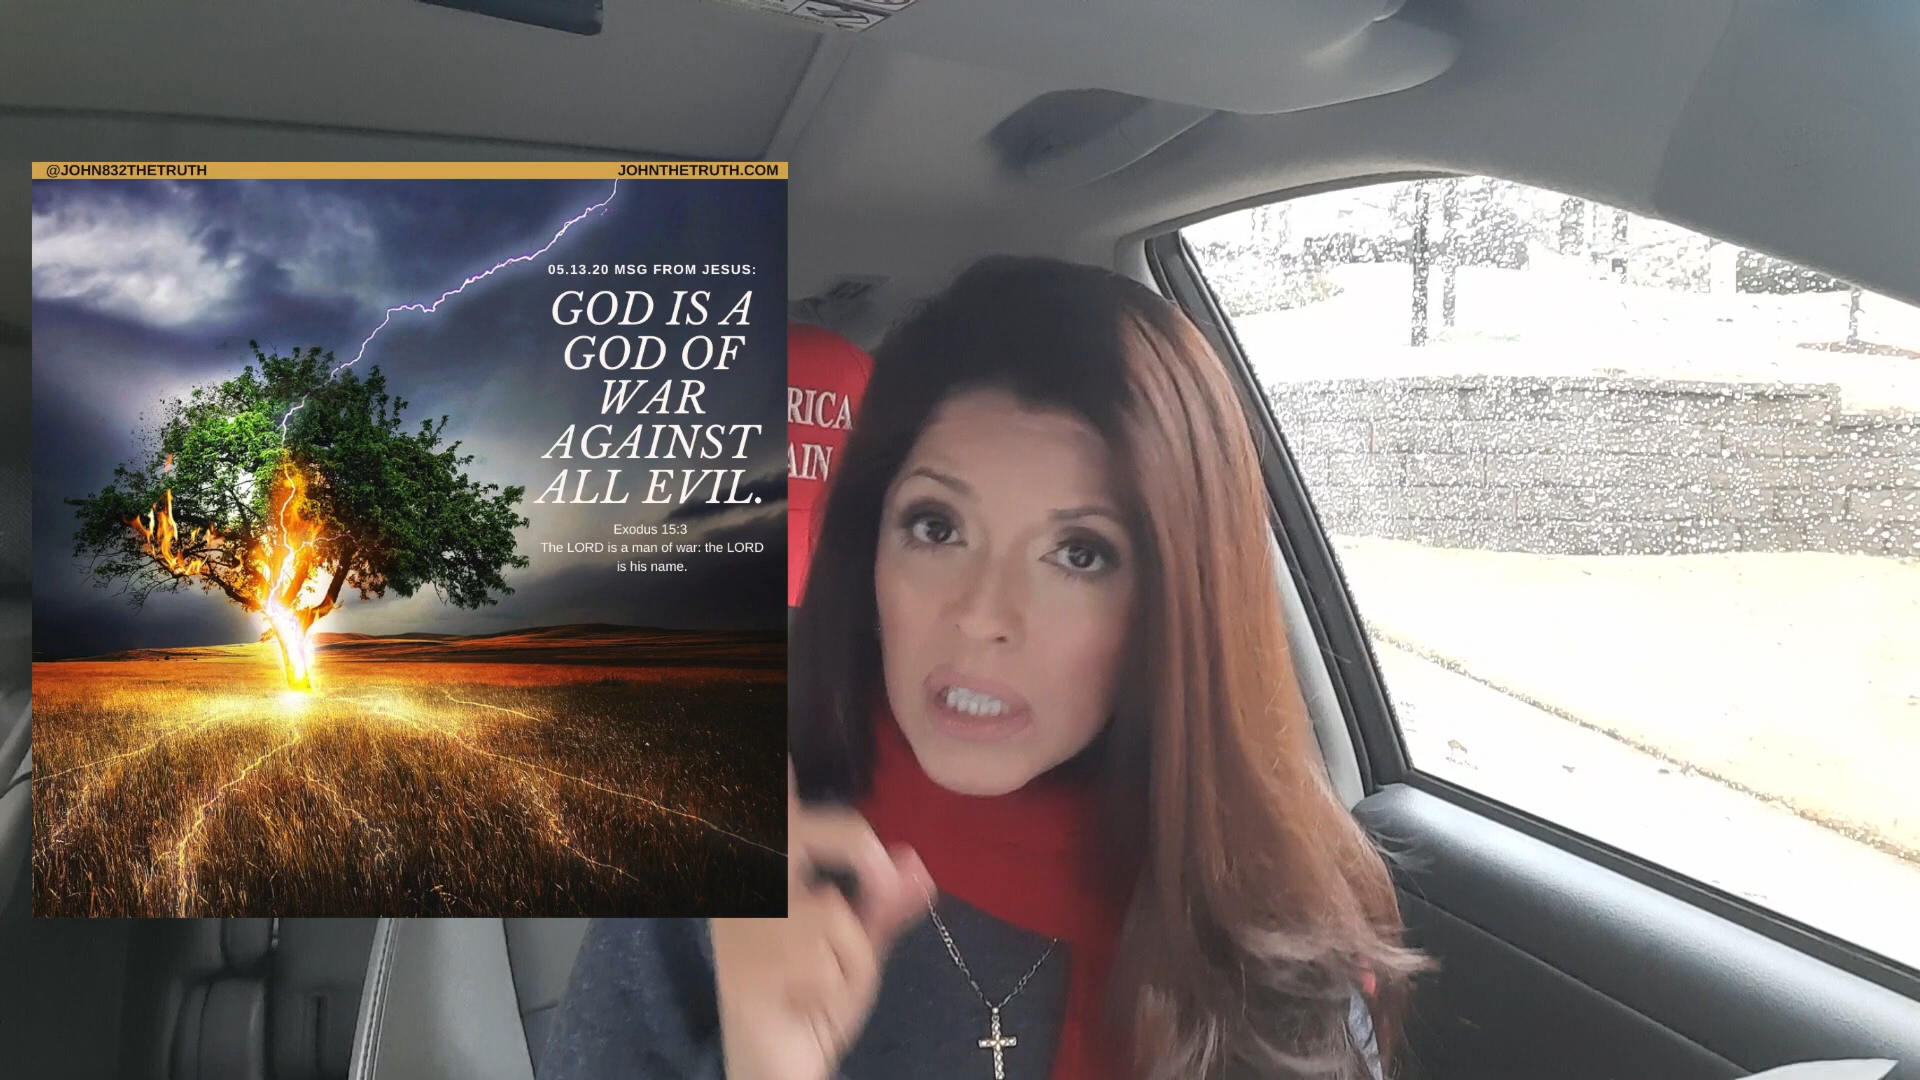 @JOHN832THETRUTH
JOHNTHETRUTH.COM
05.13.20 MSG FROM JESUS:
GOD IS A
GOD OF
WAR
AGAINST
ALL EVIL.
Exodus 15:3
The LORD is a man of war: the LORD
is his name.
RICA
AIN